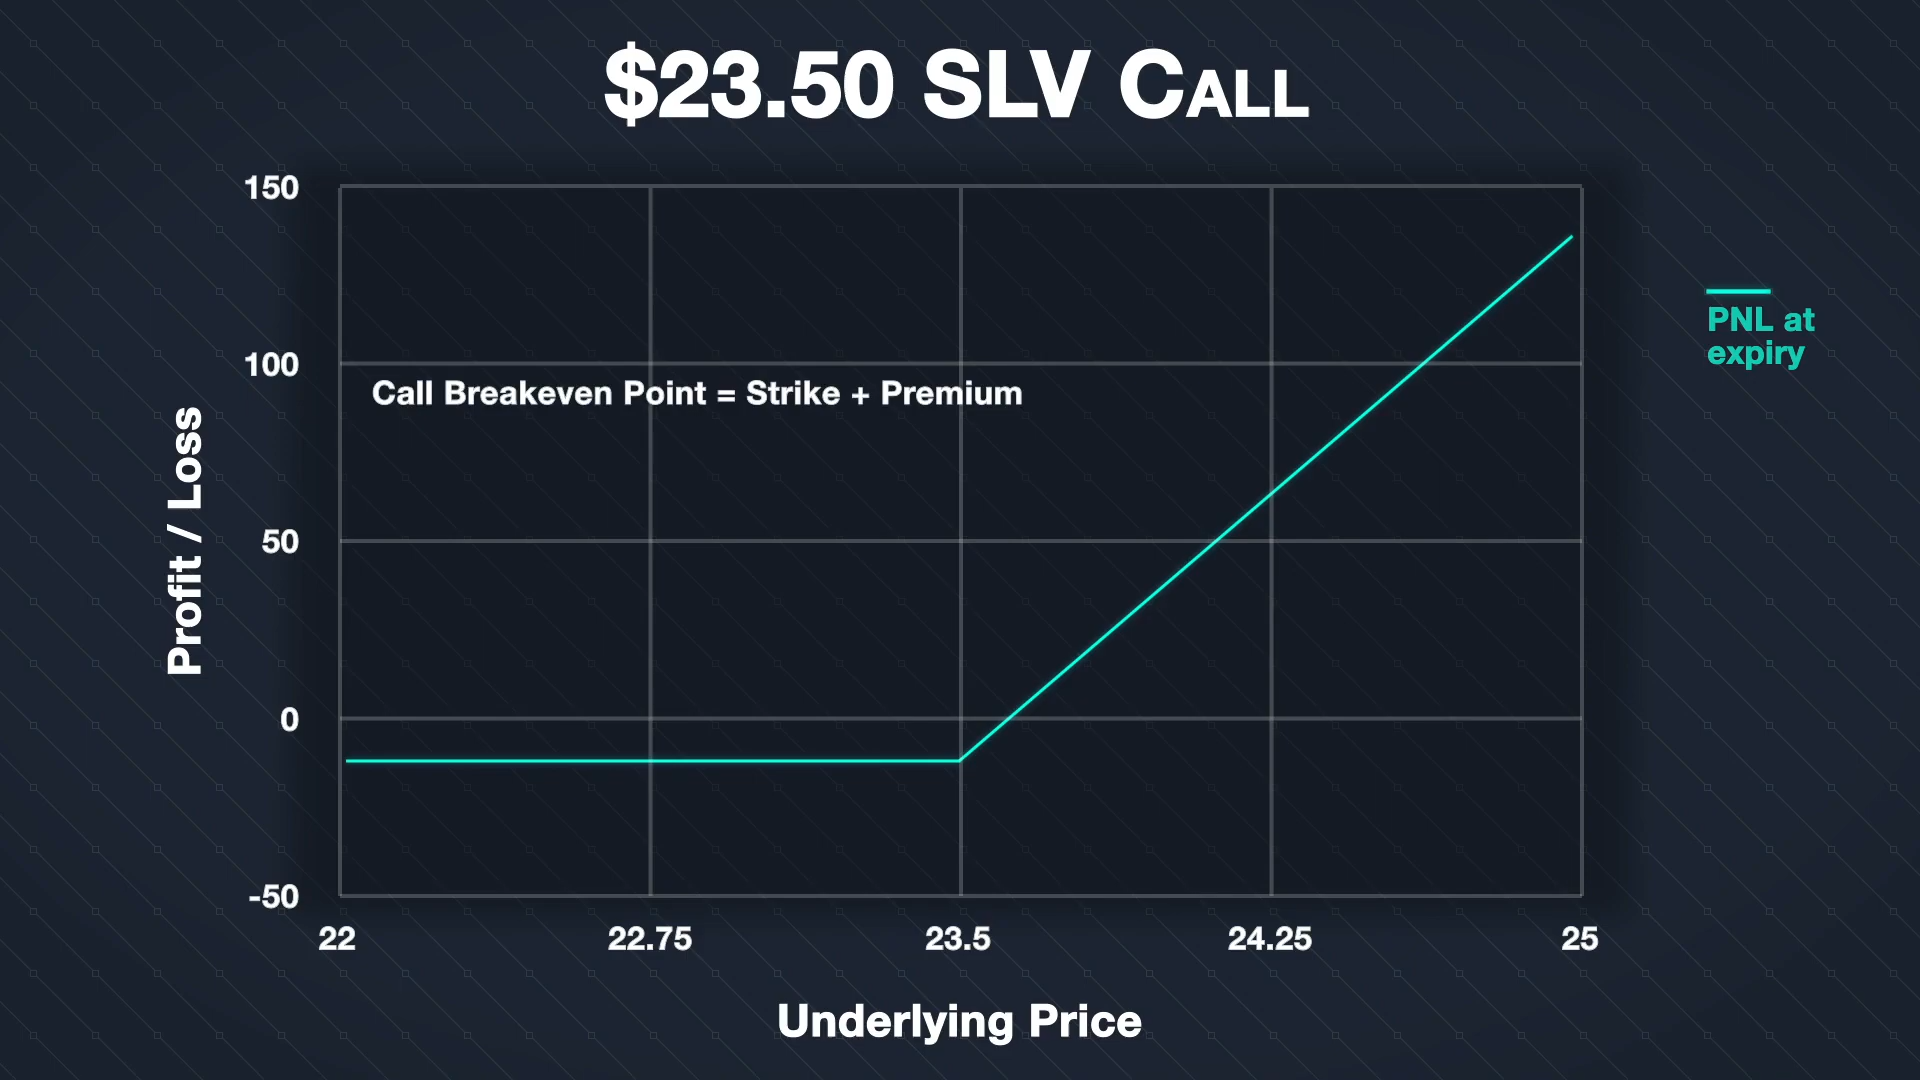 $23.50 SLV CALL
150
100
50
0
-50
Profit / Loss
Call Breakeven Point = Strike + Premium
PNL at
expiry
22
22.75
23.5
24.25
25
Underlying Price